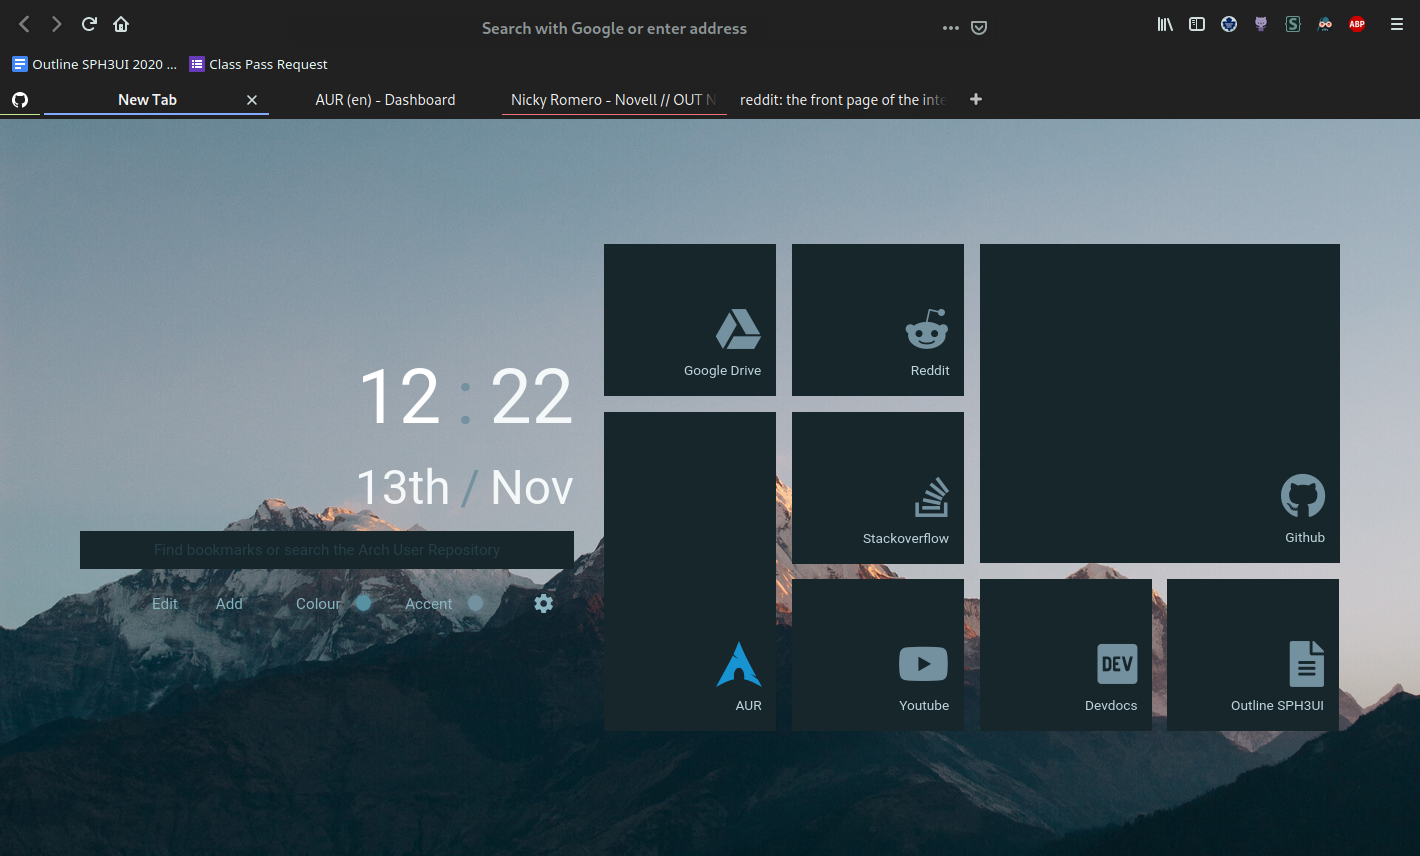 Search with Google or enter address
ABP
Outline SPH3UI 2020 ...
Class Pass Request
New Tab
AUR (en) - Dashboard
Nicky Romero - Novell // OUT N
reddit: the front page of the inte
12 : 22
13th / Nov
Find bookmarks or search the Arch User Repository
Edit
Add
Colour
Accent
Google Drive
Reddit
Github
Stackoverflow
AUR
Youtube
DEV
Devdocs
Outline SPH3UI
S